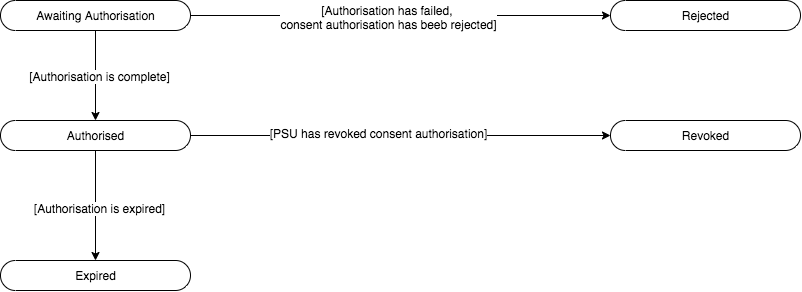 Awaiting Authorisation
[Authorisation has failed,
consent authorisation has beeb rejected]
Rejected
[Authorisation is complete]
Authorised
[PSU has revoked consent authorisation]
Revoked
[Authorisation is expired]
Expired